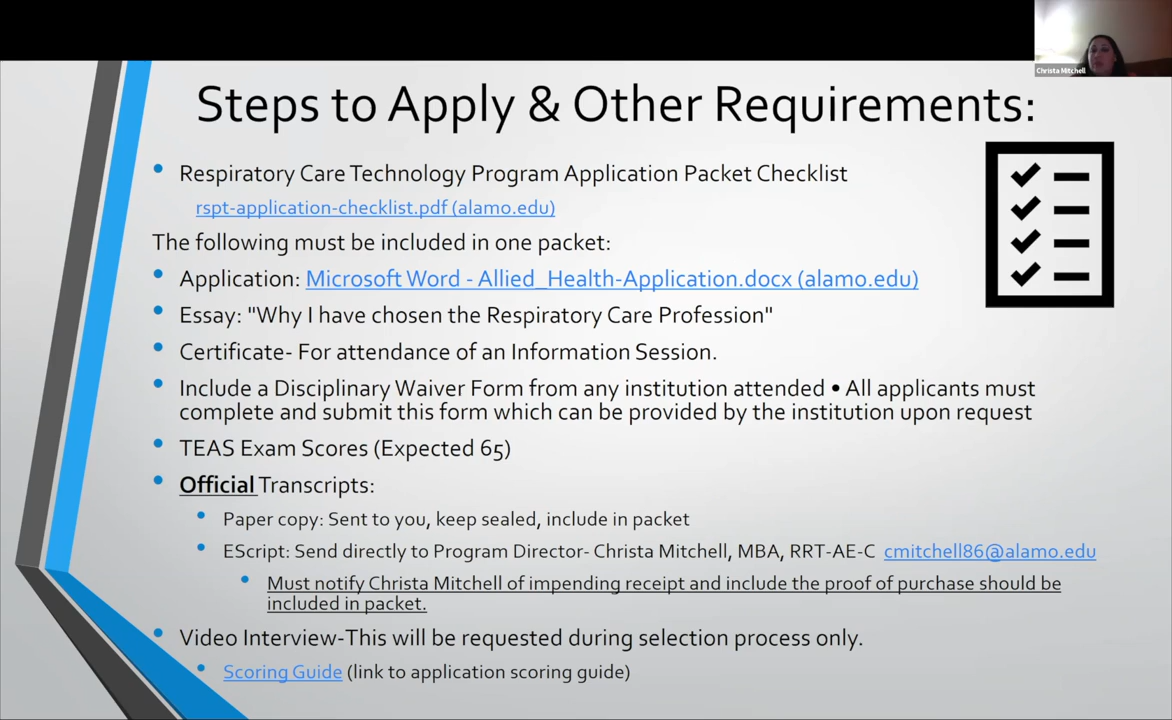 Christa Mitchell
Steps to Apply & Other Requirements:
• Respiratory Care Technology Program Application Packet Checklist
rspt-application-checklist.pdf (alamo.edu)
The following must be included in one packet:
• Application: Microsoft Word - Allied_Health-Application.docx (alamo.edu)
• Essay: "Why I have chosen the Respiratory Care Profession"
• Certificate- For attendance of an Information Session.
• Include a Disciplinary Waiver Form from any institution attended • All applicants must
complete and submit this form which can be provided by the institution upon request
• TEAS Exam Scores (Expected 65)
• Official Transcripts:
• Paper copy: Sent to you, keep sealed, include in packet
• EScript: Send directly to Program Director- Christa Mitchell, MBA, RRT-AE-C cmitchell86@alamo.edu
• Must notify Christa Mitchell of impending receipt and include the proof of purchase should be
included in packet.
• Video Interview-This will be requested during selection process only.
• Scoring Guide (link to application scoring guide)